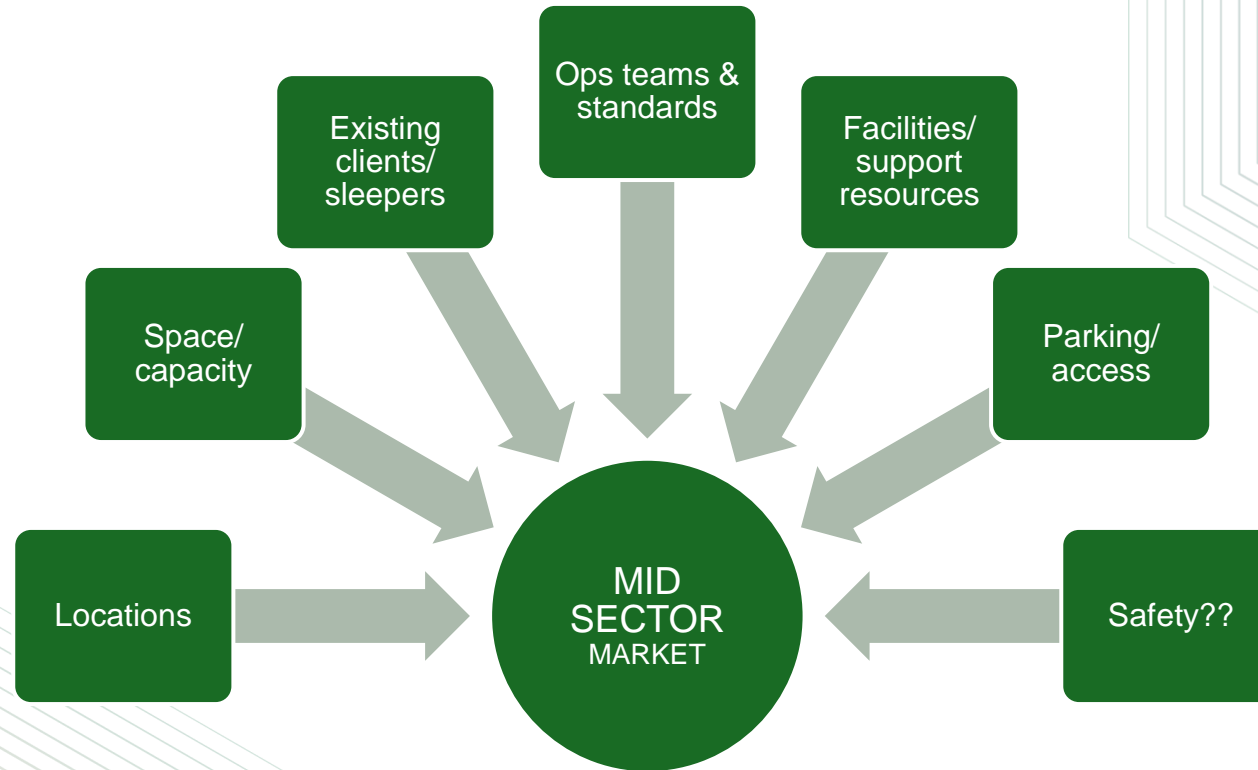 Ops teams &
standards
Existing
clients/
sleepers
Facilities/
support
resources
Space/
capacity
Parking/
access
Locations
MID
SECTOR
MARKET
Safety??